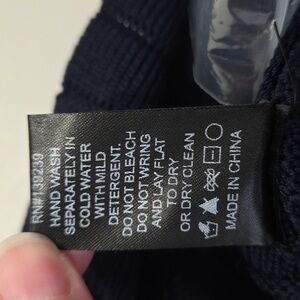 RN#139239
HAND WASH
SEPARATELY IN
COLD WATER
WITH MILD
DETERGENT.
DO NOT BLEACH
DO NOT WRING
AND LAY FLAT
TO DRY
OR DRY CLEAN
MADE IN CHINA